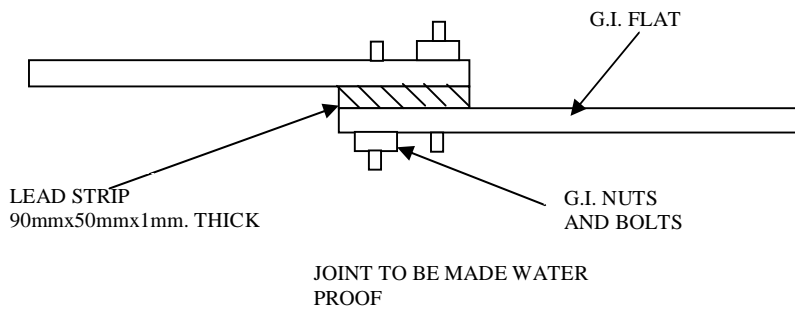 G.I. FLAT
LEAD STRIP
90mmx50mmx1mm. THICK
G.I. NUTS
AND BOLTS
JOINT TO BE MADE WATER
PROOF